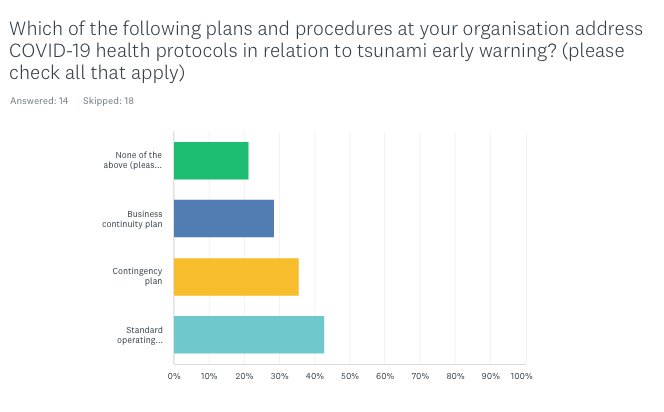 Which of the following plans and procedures at your organisation address
COVID-19 health protocols in relation to tsunami early warning? (please
check all that apply)
Answered: 14 Skipped: 18
None of the
above (pleas...
Business
continuity plan
Contingency
plan
Standard
operating...
0% 10% 20% 30% 40% 50% 60% 70% 80% 90% 100%